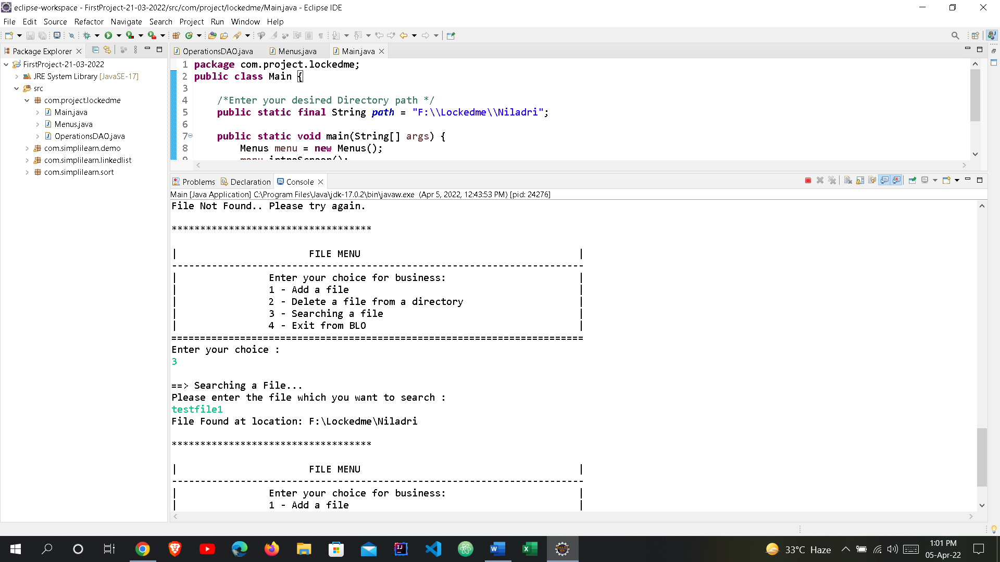 eclipse-workspace - FirstProject-21-03-2022/src/com/project/lockedme/Main.java - Eclipse IDE
File Edit Source Refactor Navigate Search Project Run Window Help
Package Explorer
FirstProject-21-03-2022
JRE System Library [JavaSE-17]
src
com.project.lockedme
Main.java
Menus.java
OperationsDAO.java
com.simplilearn.demo
com.simplilearn.linkedlist
com.simplilearn.sort
OperationsDAO.java Menus.java Main.java
1 package com.project.lockedme;
2 public class Main {
3
4 /*Enter your desired Directory path */
5 public static final String path = "F:\\Lockedme\\Niladri";
6
7 public static void main(String[] args) {
8 Menus menu = new Menus();
9 menu.introScreen();
Problems Declaration Console
Main [Java Application] C:\Program Files\Java\jdk-17.0.2\bin\javaw.exe (Apr 5, 2022, 12:43:53 PM) [pid: 24276]
File Not Found.. Please try again.
***********************************
| FILE MENU |
------------------------------------------------------------------------
| Enter your choice for business: |
| 1 - Add a file |
| 2 - Delete a file from a directory |
| 3 - Searching a file |
| 4 - Exit from BLO |
========================================================================
Enter your choice :
3
==> Searching a File...
Please enter the file which you want to search :
testfile1
File Found at location: F:\Lockedme\Niladri
***********************************
| FILE MENU |
------------------------------------------------------------------------
| Enter your choice for business: |
| 1 - Add a file |
33°C Haze
1:01 PM
05-Apr-22